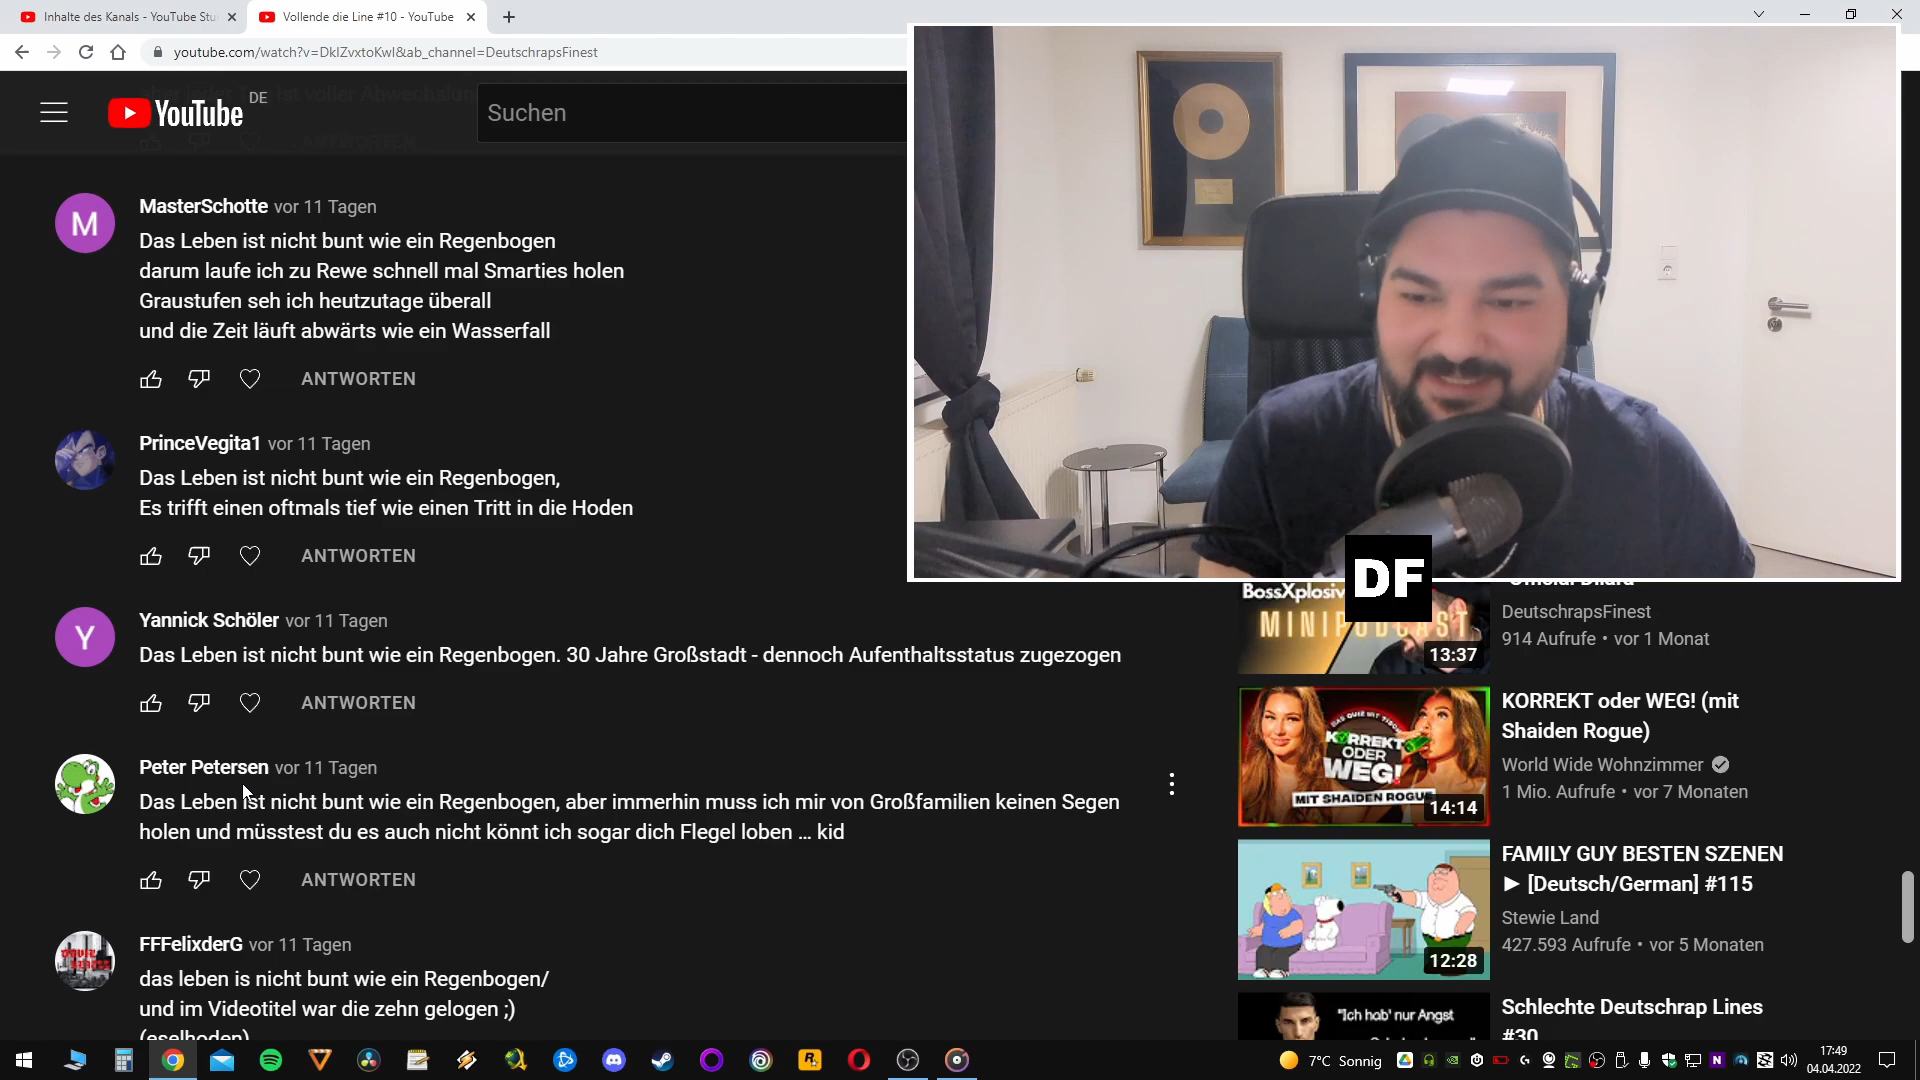 Inhalte des Kanals - YouTube Stu
Vollende die Line #10 - YouTube
youtube.com/watch?v=DkIZvxtoKwI&ab_channel=DeutschrapsFinest
YouTube DE
Suchen
MasterSchotte vor 11 Tagen
Das Leben ist nicht bunt wie ein Regenbogen
darum laufe ich zu Rewe schnell mal Smarties holen
Graustufen seh ich heutzutage überall
und die Zeit läuft abwärts wie ein Wasserfall
ANTWORTEN
PrinceVegita1 vor 11 Tagen
Das Leben ist nicht bunt wie ein Regenbogen,
Es trifft einen oftmals tief wie einen Tritt in die Hoden
ANTWORTEN
Yannick Schöler vor 11 Tagen
Das Leben ist nicht bunt wie ein Regenbogen. 30 Jahre Großstadt - dennoch Aufenthaltsstatus zugezogen
ANTWORTEN
Peter Petersen vor 11 Tagen
Das Leben ist nicht bunt wie ein Regenbogen, aber immerhin muss ich mir von Großfamilien keinen Segen
holen und müsstest du es auch nicht könnt ich sogar dich Flegel loben ... kid
ANTWORTEN
FFFelixderG vor 11 Tagen
das leben is nicht bunt wie ein Regenbogen/
und im Videotitel war die zehn gelogen ;)
(eselhoden)
M
Y
DF
BossXplosiv
MINIPODCAST
13:37
DeutschrapsFinest
914 Aufrufe • vor 1 Monat
DAS QUIZ MIT TISCH
KORREKT
ODER
WEG!
MIT SHAIDEN ROGUE
14:14
KORREKT oder WEG! (mit
Shaiden Rogue)
World Wide Wohnzimmer
1 Mio. Aufrufe • vor 7 Monaten
12:28
FAMILY GUY BESTEN SZENEN
► [Deutsch/German] #115
Stewie Land
427.593 Aufrufe • vor 5 Monaten
"Ich hab' nur Angst
Schlechte Deutschrap Lines
#30
7°C Sonnig
17:49
04.04.2022